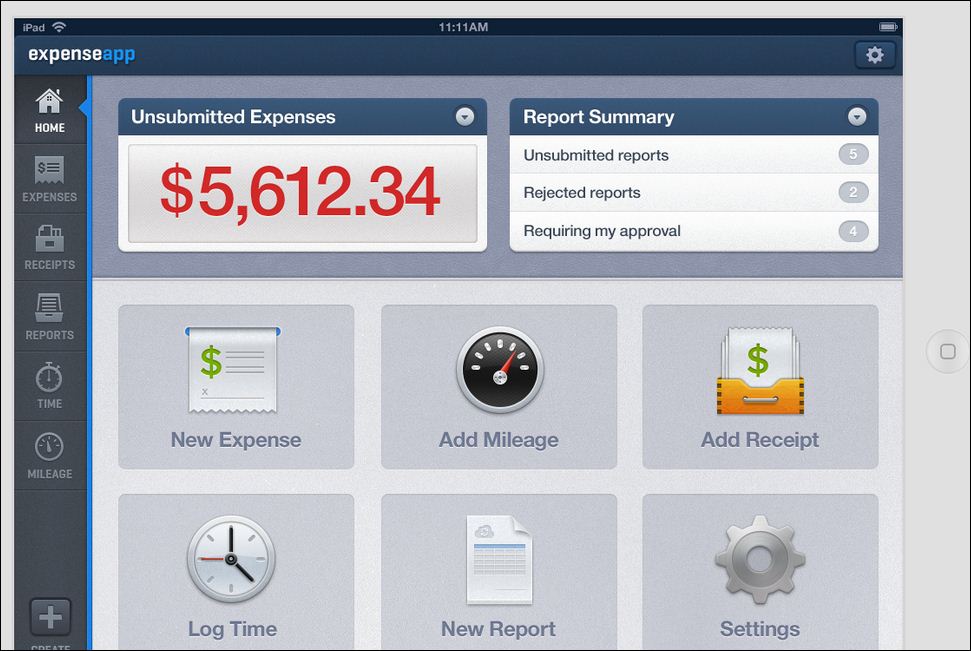 iPad
11:11AM
expenseapp
HOME
EXPENSES
RECEIPTS
REPORTS
TIME
MILEAGE
CREATE
Unsubmitted Expenses
$5,612.34
Report Summary
Unsubmitted reports 5
Rejected reports 2
Requiring my approval 4
$
x
New Expense
Add Mileage
$
Add Receipt
Log Time
New Report
Settings